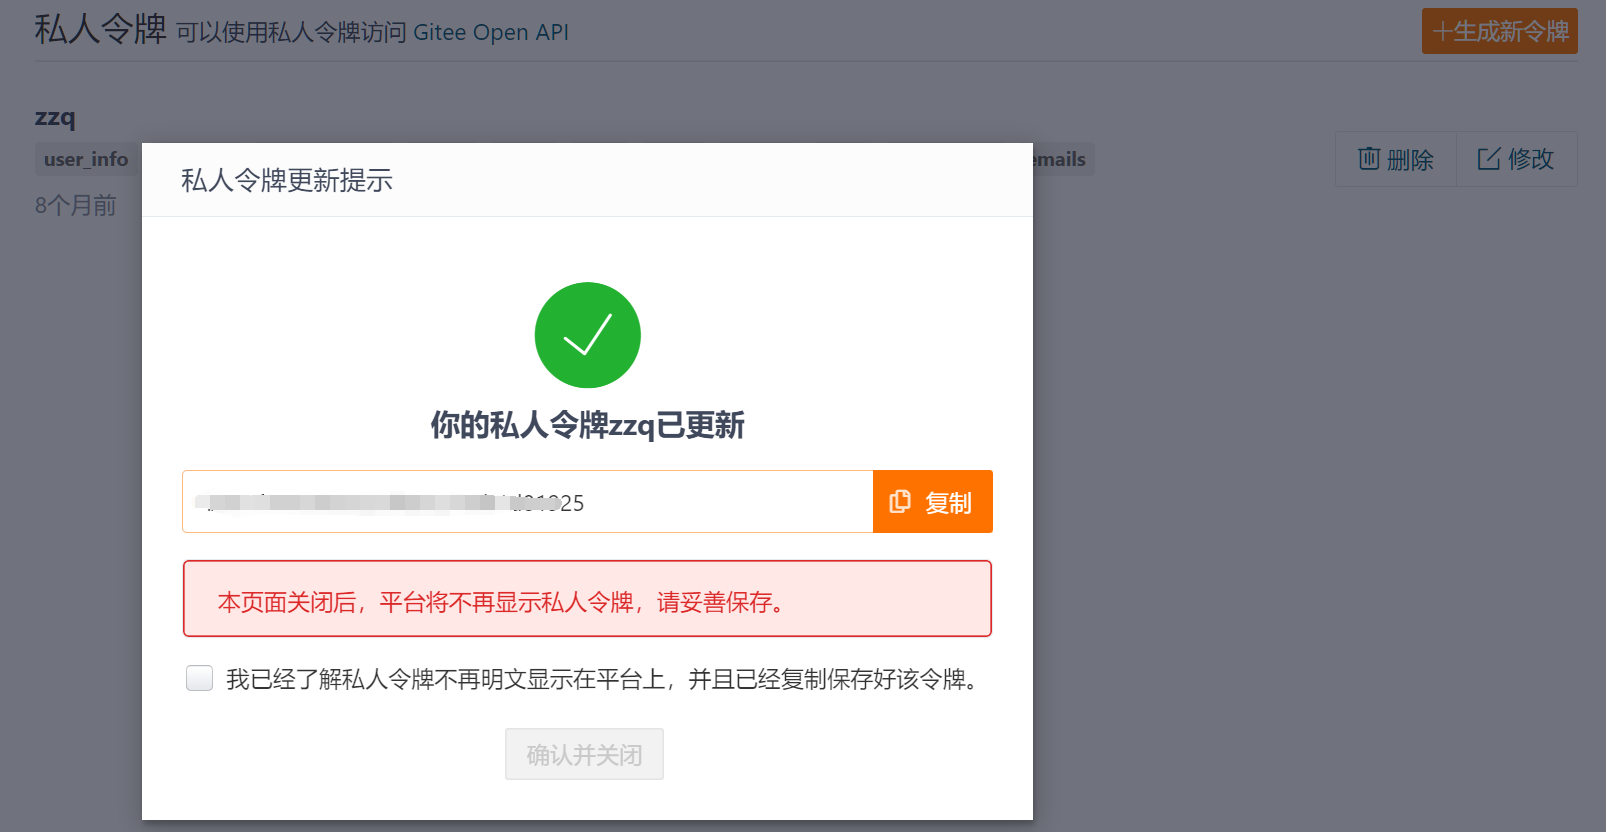 私人令牌 可以使用私人令牌访问 Gitee Open API
生成新令牌
zzq
user_info
emails
删除
修改
8个月前
私人令牌更新提示
你的私人令牌zzq已更新
复制
本页面关闭后，平台将不再显示私人令牌，请妥善保存。
我已经了解私人令牌不再明文显示在平台上，并且已经复制保存好该令牌。
确认并关闭